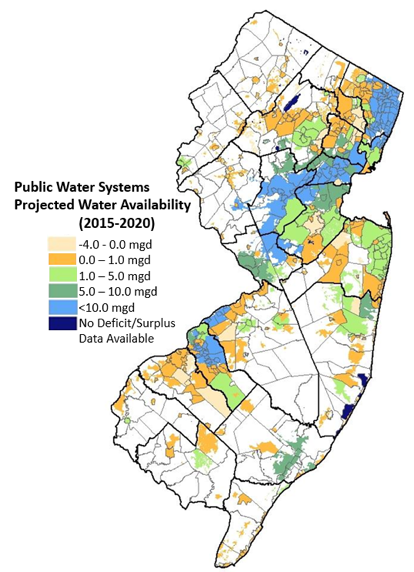 Public Water Systems
Projected Water Availability
(2015-2020)
-4.0 - 0.0 mgd
0.0 – 1.0 mgd
1.0 – 5.0 mgd
5.0 – 10.0 mgd
<10.0 mgd
No Deficit/Surplus
Data Available